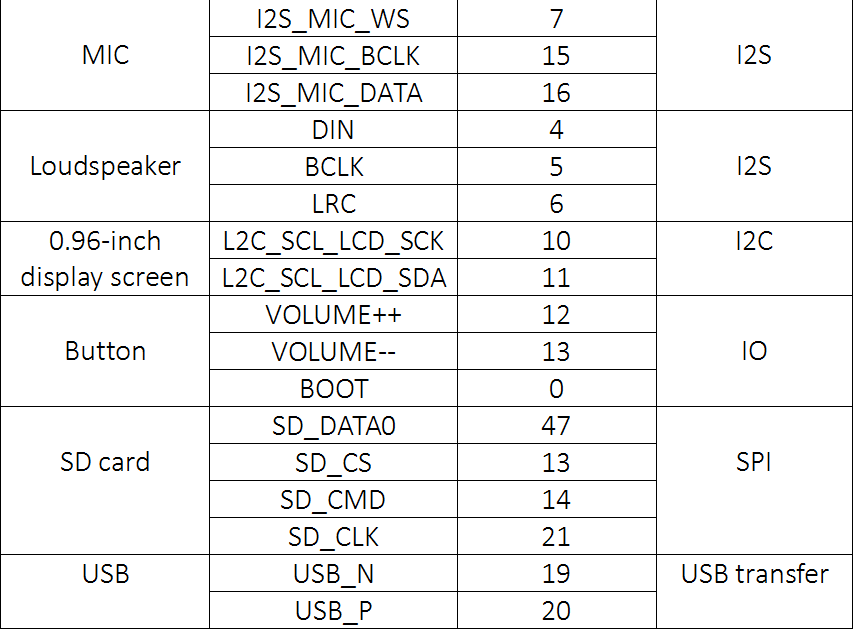 MIC I2S_MIC_WS 7 I2S
I2S_MIC_BCLK 15
I2S_MIC_DATA 16
Loudspeaker DIN 4 I2S
BCLK 5
LRC 6
0.96-inch display screen L2C_SCL_LCD_SCK 10 I2C
L2C_SCL_LCD_SDA 11
Button VOLUME++ 12 IO
VOLUME-- 13
BOOT 0
SD card SD_DATA0 47 SPI
SD_CS 13
SD_CMD 14
SD_CLK 21
USB USB_N 19 USB transfer
USB_P 20